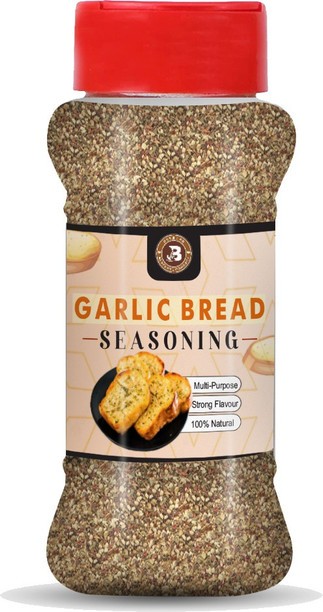 B
GARLIC BREAD
SEASONING
Multi-Purpose
Strong Flavour
100% Natural